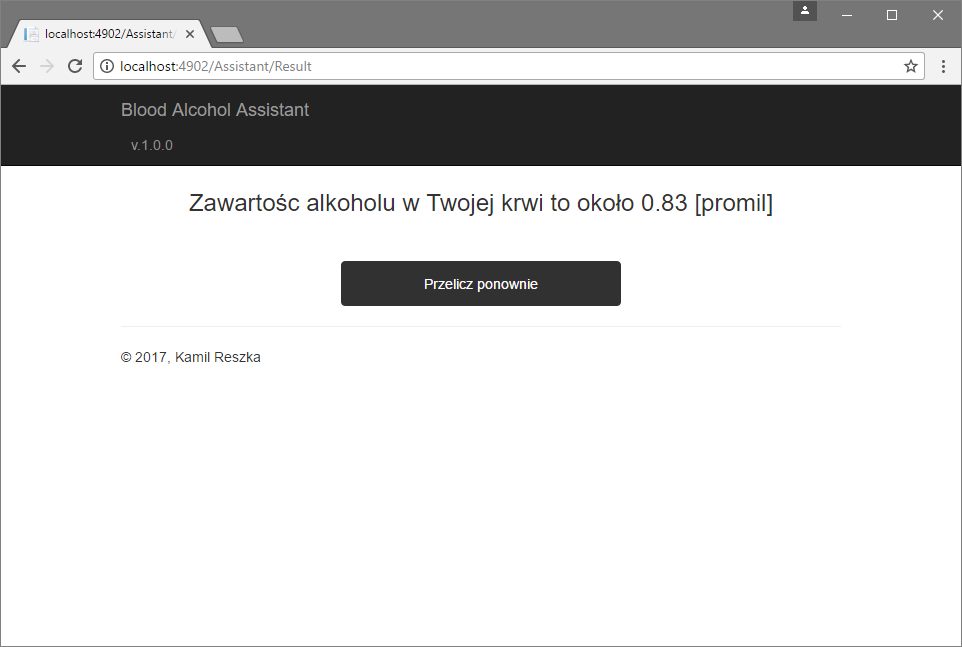 localhost:4902/Assistant/
localhost:4902/Assistant/Result
Blood Alcohol Assistant
v.1.0.0
Zawartośc alkoholu w Twojej krwi to około 0.83 [promil]
Przelicz ponownie
© 2017, Kamil Reszka